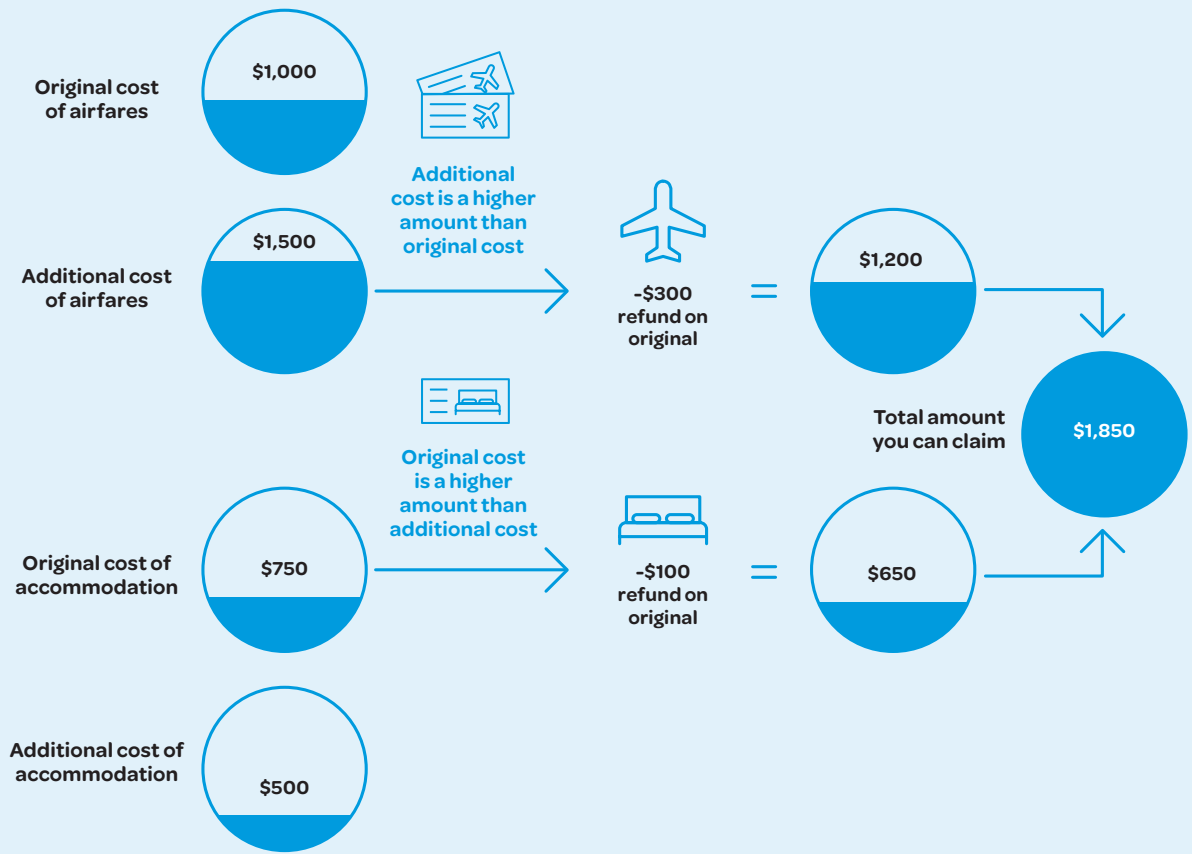 Original cost
of airfares
$1,000
Additional
cost is a higher
amount than
original cost
Additional cost
of airfares
$1,500
-$300
refund on
original
=
$1,200
Total amount
you can claim
$1,850
Original cost
is a higher
amount than
additional cost
Original cost of
accommodation
$750
-$100
refund on
original
=
$650
Additional cost of
accommodation
$500